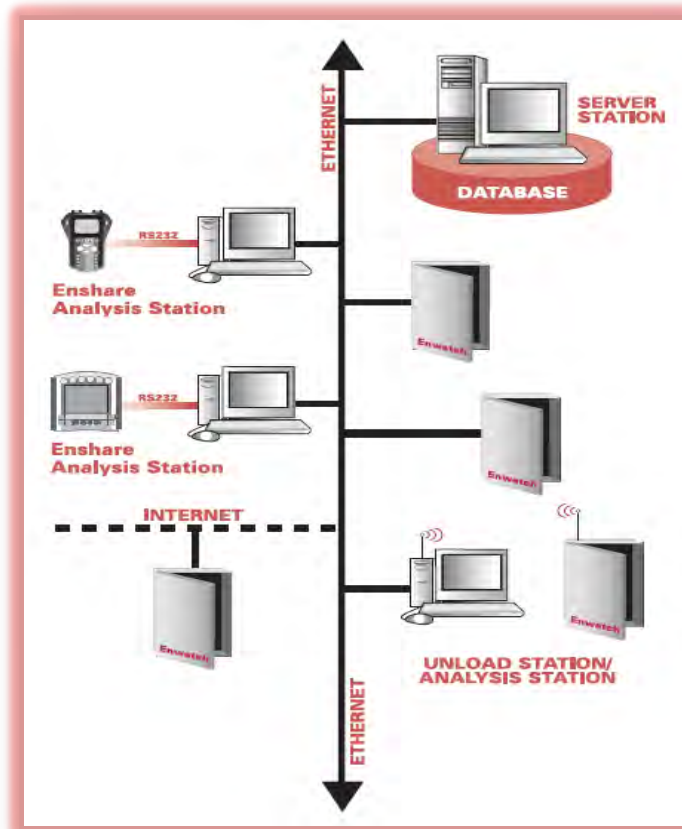 ETHERNET
SERVER
STATION
DATABASE
RS232
Enshare
Analysis Station
Enwatch
RS232
Enshare
Analysis Station
Enwatch
INTERNET
Enwatch
Enwatch
UNLOAD STATION/
ANALYSIS STATION
ETHERNET